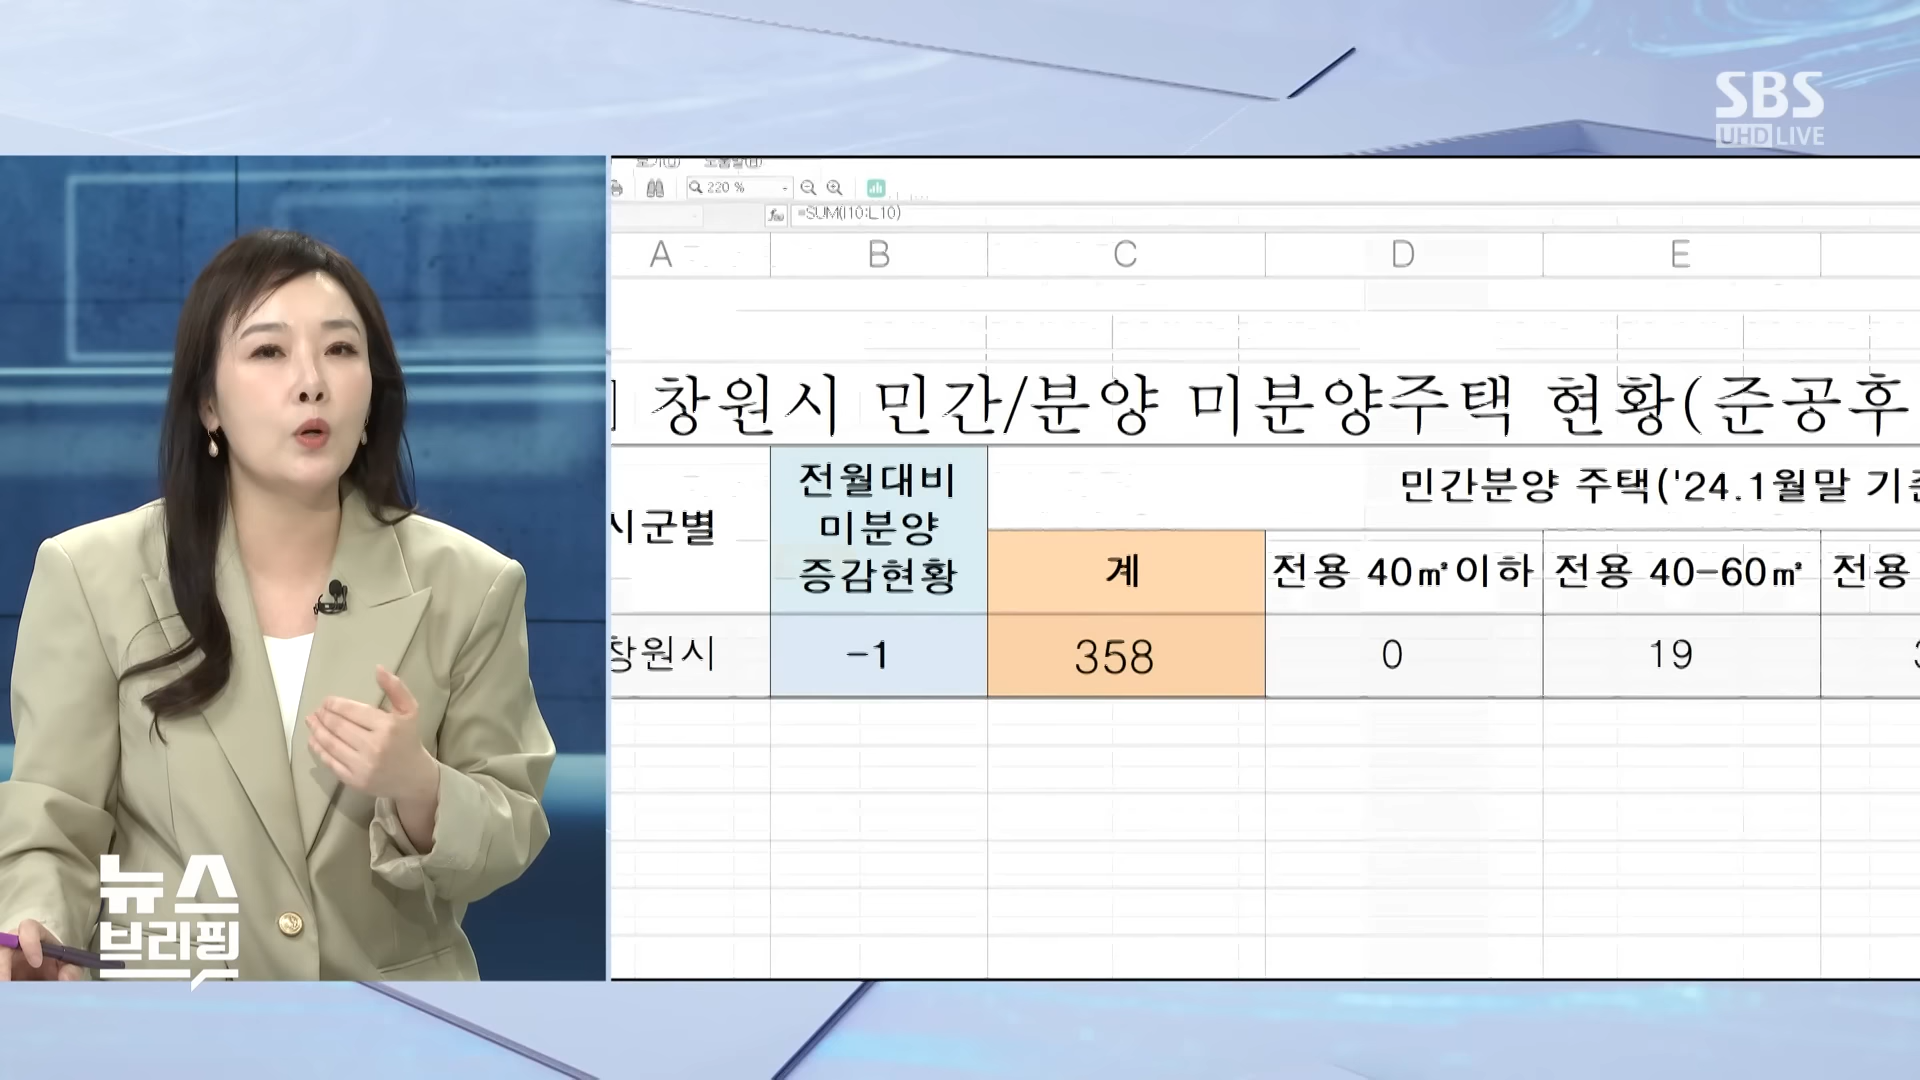 SBS
UHD LIVE
220 %
=SUM(I10:L10)
A B C D E
창원시 민간/분양 미분양주택 현황(준공후
전월대비
미분양
증감현황
민간분양 주택('24.1월말 기준
시군별
계
전용 40㎡이하
전용 40-60㎡
전용
창원시
-1
358
0
19
뉴스
브리핑